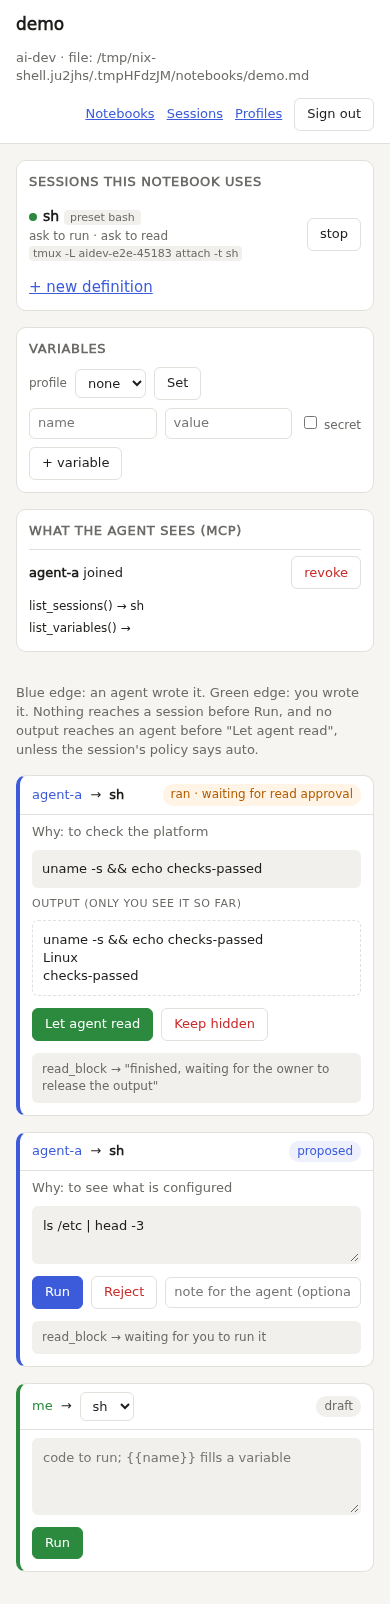 demo
ai-dev · file: /tmp/nix-
shell.ju2jhs/.tmpHFdzJM/notebooks/demo.md
Notebooks Sessions Profiles Sign out
SESSIONS THIS NOTEBOOK USES
sh preset bash
ask to run · ask to read
tmux -L aidev-e2e-45183 attach -t sh
stop
+ new definition
VARIABLES
profile none Set
name value secret
+ variable
WHAT THE AGENT SEES (MCP)
agent-a joined revoke
list_sessions() → sh
list_variables() →
Blue edge: an agent wrote it. Green edge: you wrote
it. Nothing reaches a session before Run, and no
output reaches an agent before "Let agent read",
unless the session's policy says auto.
agent-a → sh ran · waiting for read approval
Why: to check the platform
uname -s && echo checks-passed
OUTPUT (ONLY YOU SEE IT SO FAR)
uname -s && echo checks-passed
Linux
checks-passed
Let agent read Keep hidden
read_block → "finished, waiting for the owner to
release the output"
agent-a → sh proposed
Why: to see what is configured
ls /etc | head -3
Run Reject note for the agent (optiona
read_block → waiting for you to run it
me → sh draft
code to run; {{name}} fills a variable
Run